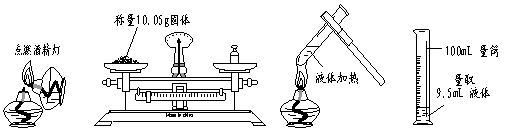 点燃酒精灯
称量10.05g固体
液体加热
100mL 量筒
量取
9.5mL 液体